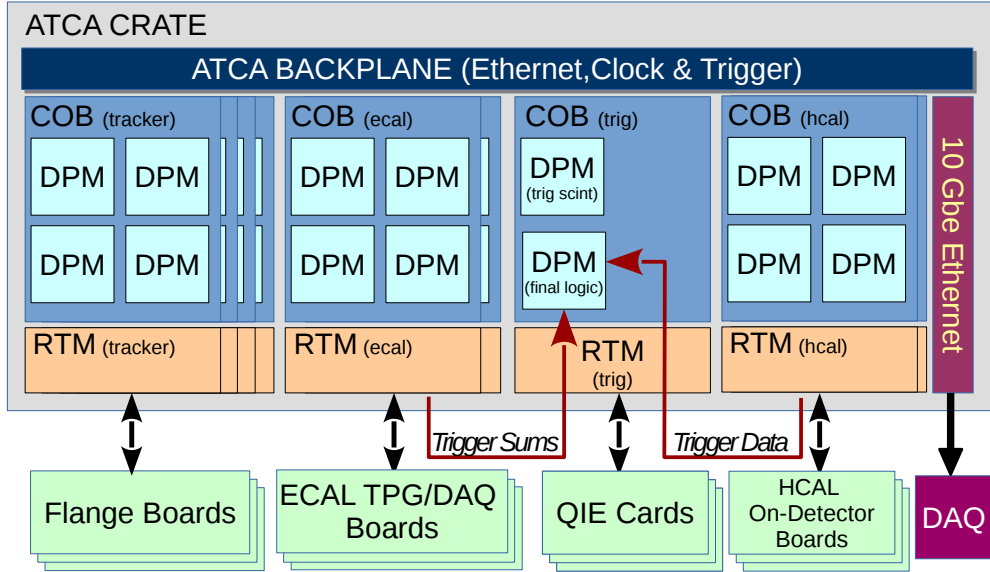 ATCA CRATE
ATCA BACKPLANE (Ethernet,Clock & Trigger)
COB (tracker)
DPM
DPM
DPM
DPM
RTM (tracker)
COB (ecal)
DPM
DPM
DPM
DPM
RTM (ecal)
COB (trig)
DPM
(trig scint)
DPM
(final logic)
RTM
(trig)
COB (hcal)
DPM
DPM
DPM
DPM
RTM (hcal)
10 Gbe Ethernet
Trigger Sums
Trigger Data
Flange Boards
ECAL TPG/DAQ
Boards
QIE Cards
HCAL
On-Detector
Boards
DAQ